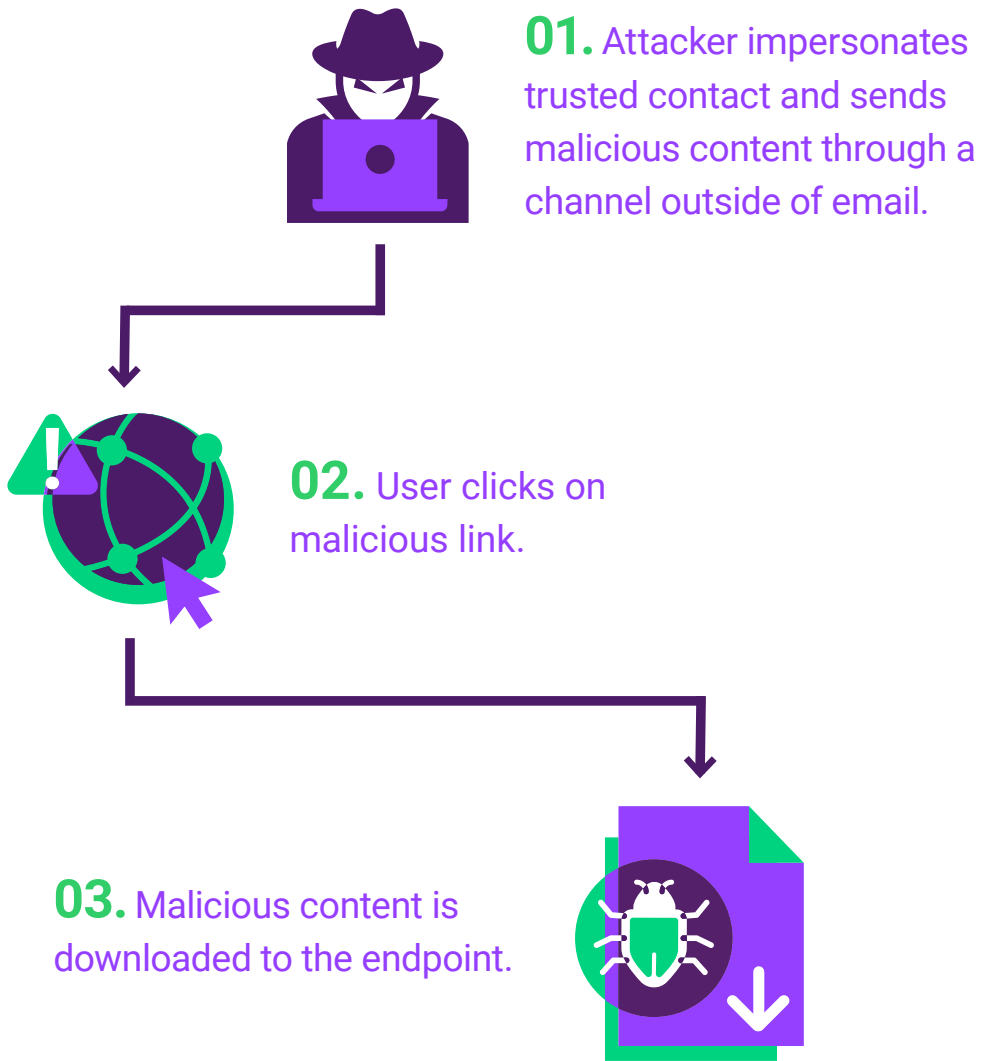 01. Attacker impersonates
trusted contact and sends
malicious content through a
channel outside of email.
02. User clicks on
malicious link.
03. Malicious content is
downloaded to the endpoint.